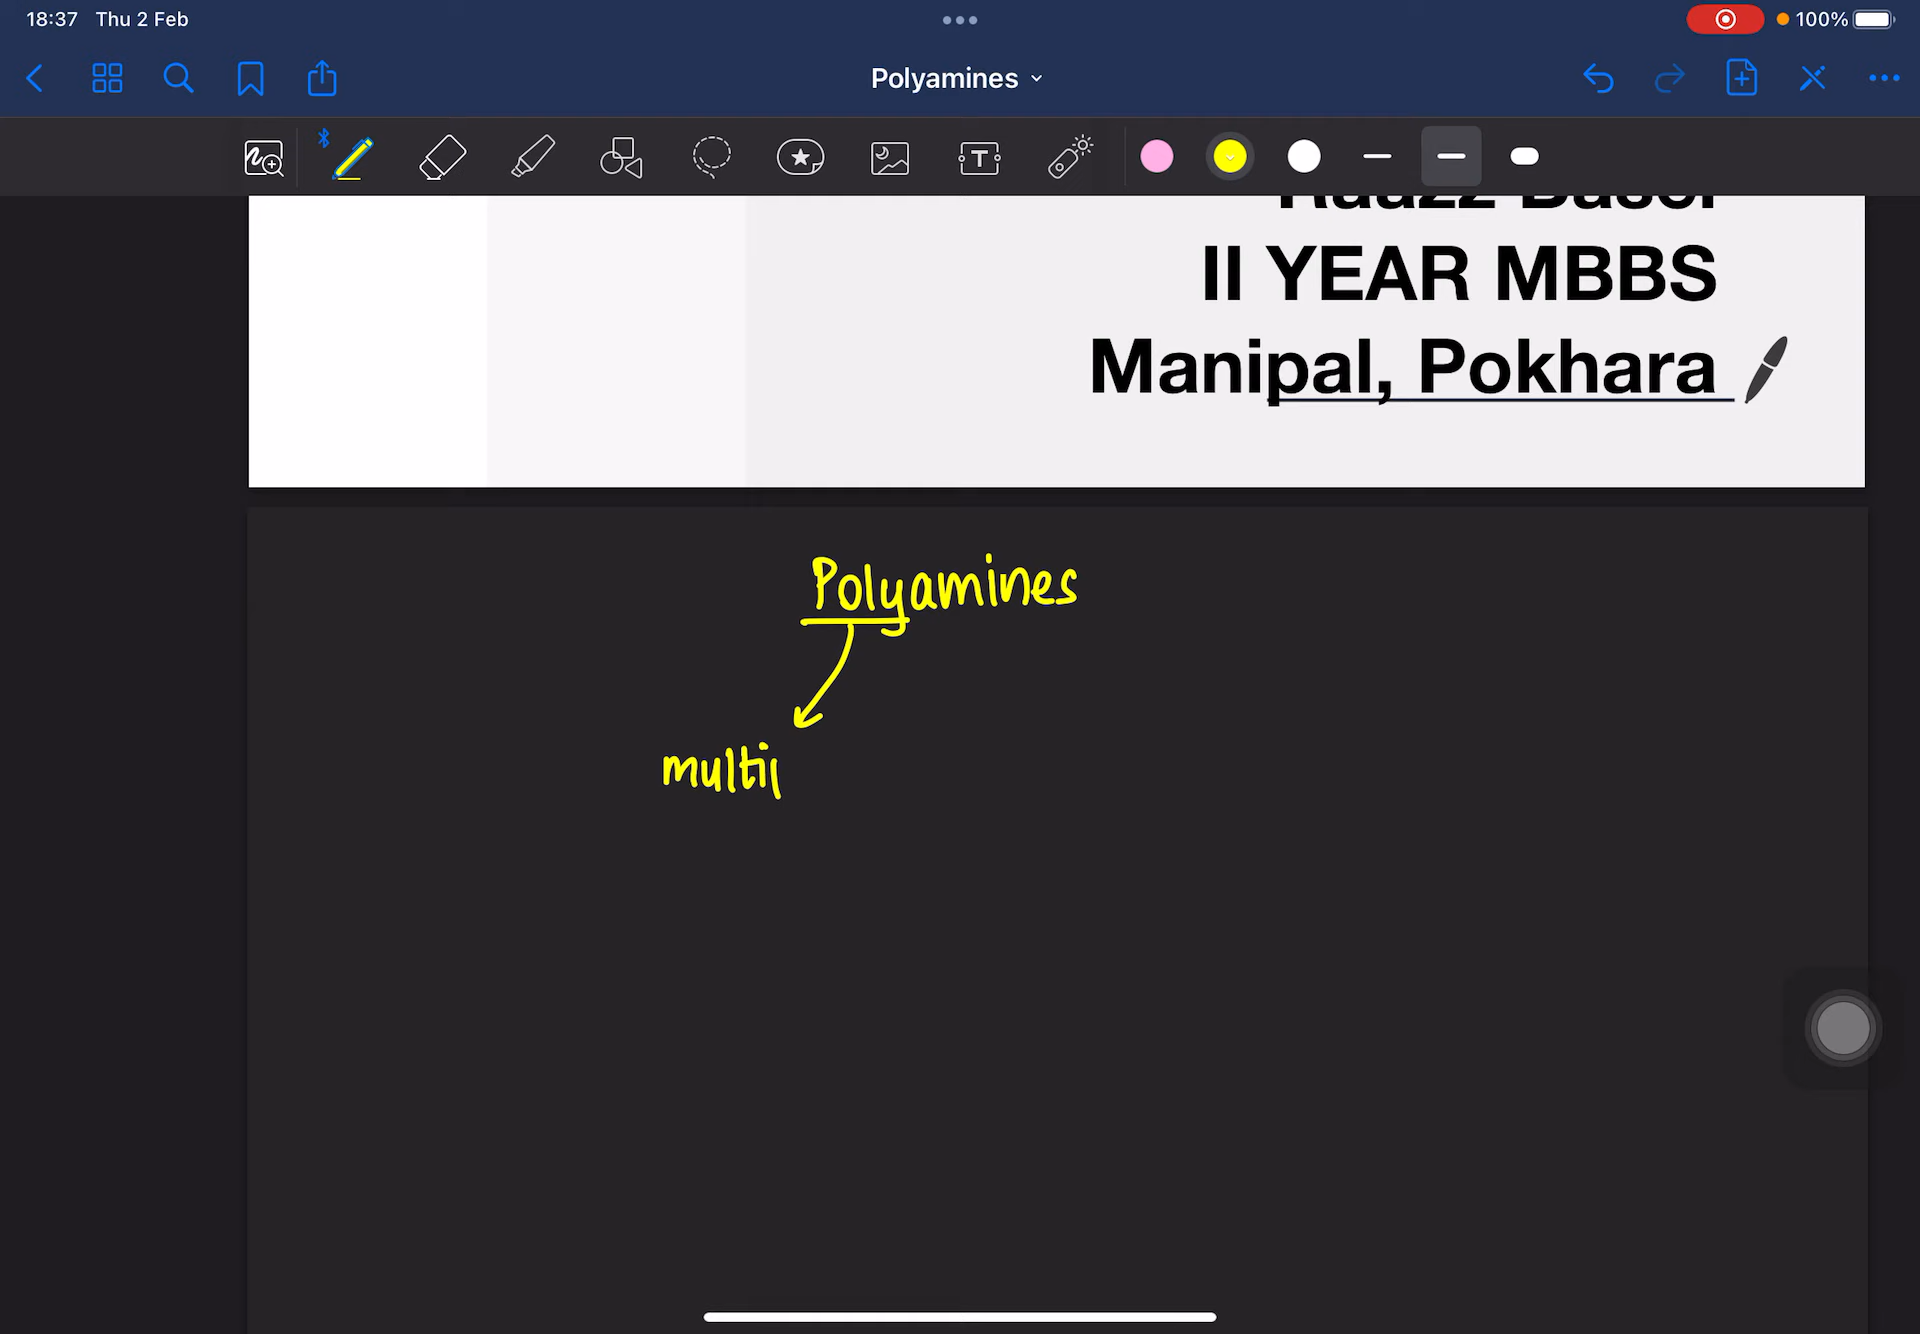 18:37 Thu 2 Feb
100%
Polyamines
II YEAR MBBS
Manipal, Pokhara
Polyamines
multi